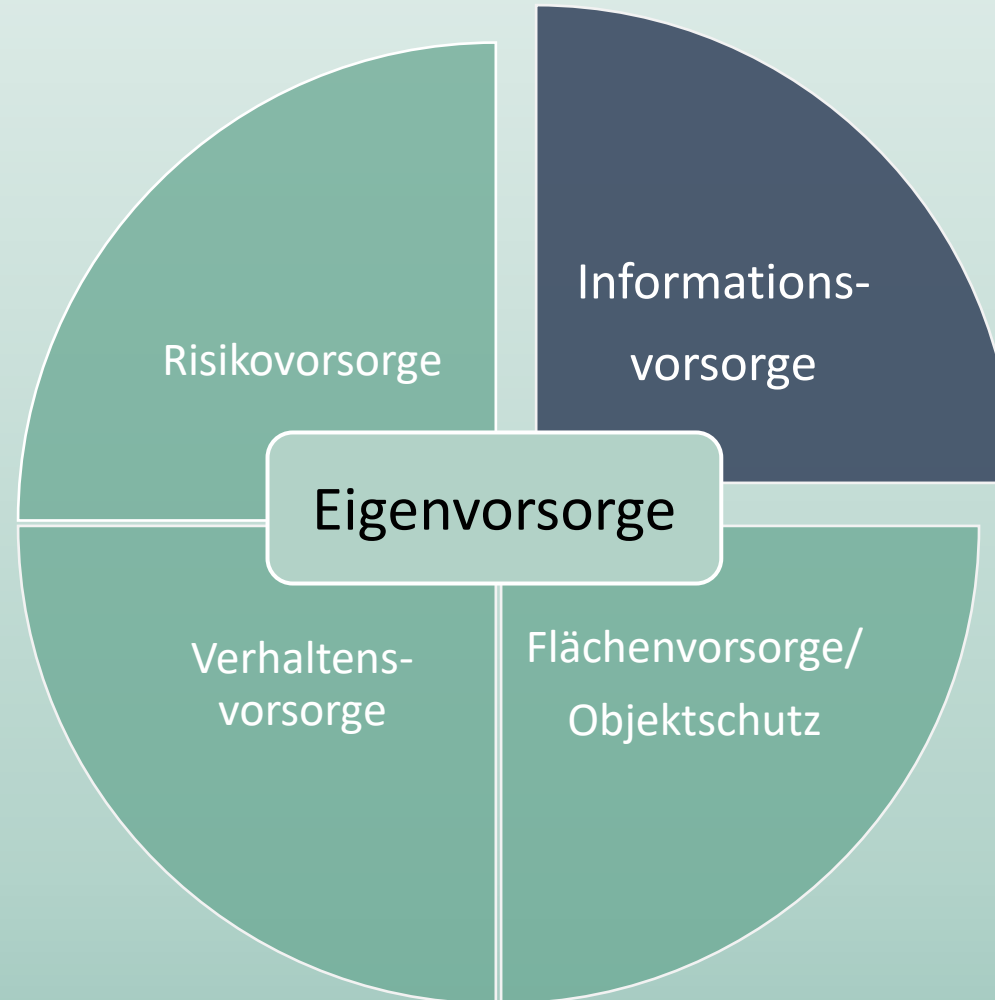 Informations-
vorsorge
Risikovorsorge
Eigenvorsorge
Verhaltens-
vorsorge
Flächenvorsorge/
Objektschutz